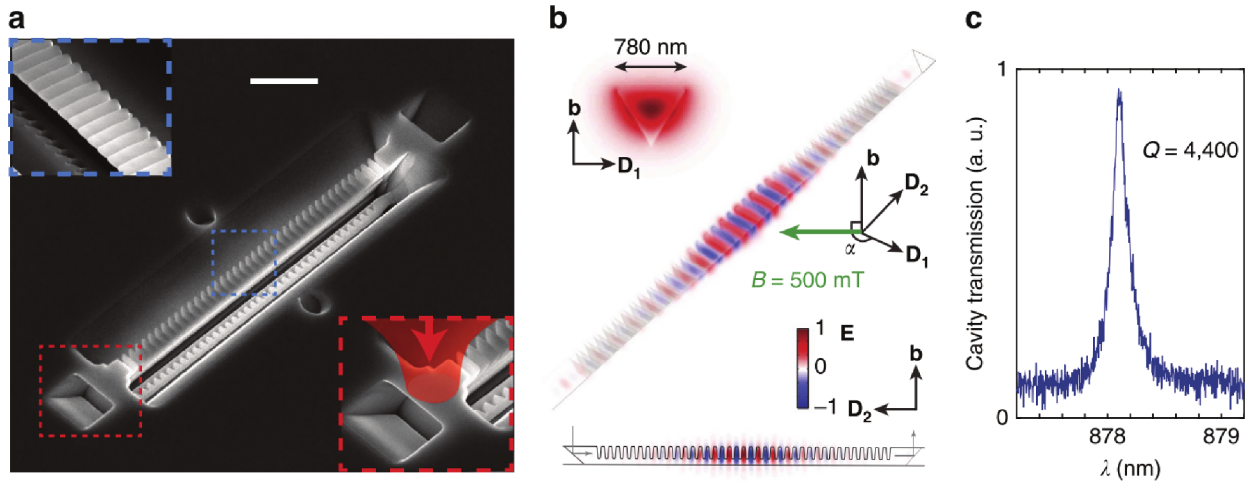 a
b
c
780 nm
b
D₁
b
D₂
α
D₁
B = 500 mT
1
E
0
−1
b
D₂
1
Q = 4,400
Cavity transmission (a. u.)
0
878
879
λ (nm)